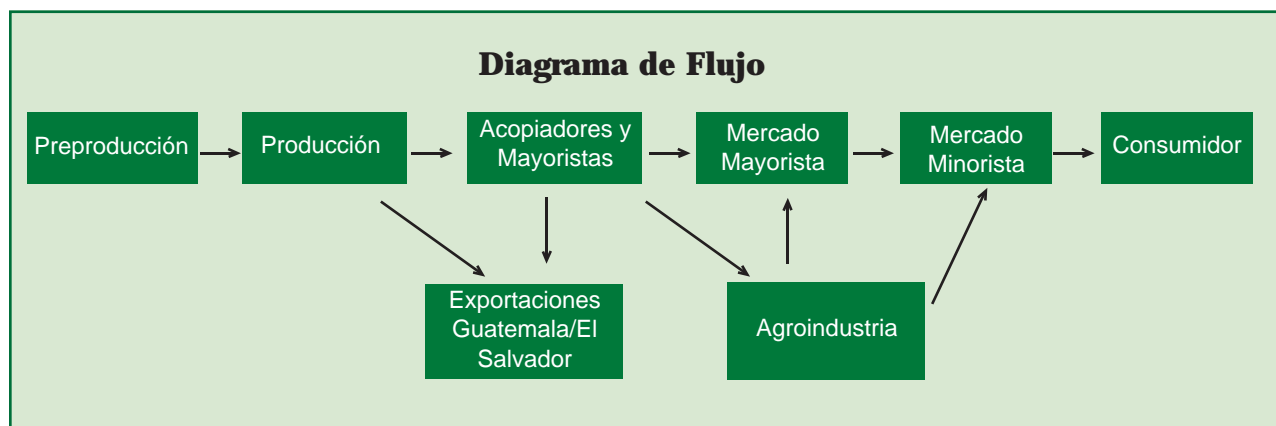 Diagrama de Flujo
Preproducción
Producción
Acopiadores y
Mayoristas
Mercado
Mayorista
Mercado
Minorista
Consumidor
Exportaciones
Guatemala/El
Salvador
Agroindustria